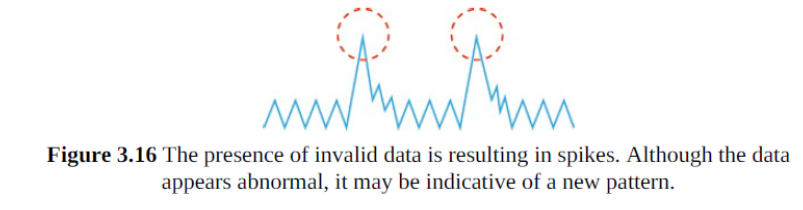 Figure 3.16 The presence of invalid data is resulting in spikes. Although the data
appears abnormal, it may be indicative of a new pattern.